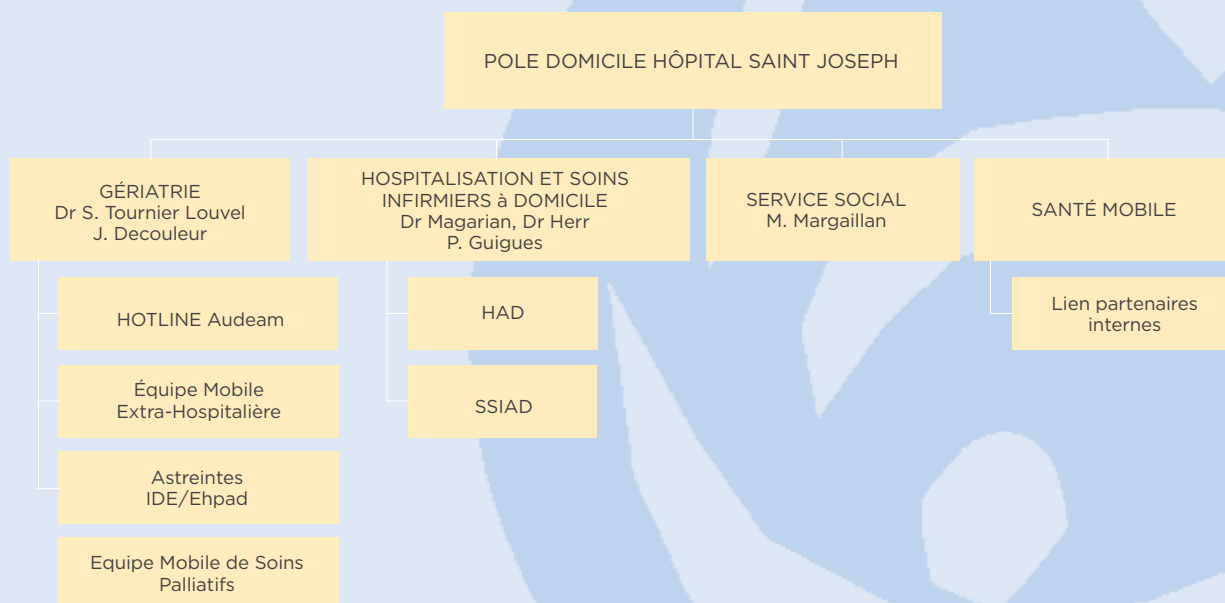 POLE DOMICILE HÔPITAL SAINT JOSEPH
GÉRIATRIE
Dr S. Tournier Louvel
J. Decouleur
HOSPITALISATION ET SOINS
INFIRMIERS à DOMICILE
Dr Magarian, Dr Herr
P. Guigues
SERVICE SOCIAL
M. Margaillan
SANTÉ MOBILE
HOTLINE Audeam
Équipe Mobile
Extra-Hospitalière
Astreintes
IDE/Ehpad
Equipe Mobile de Soins
Palliatifs
HAD
SSIAD
Lien partenaires
internes